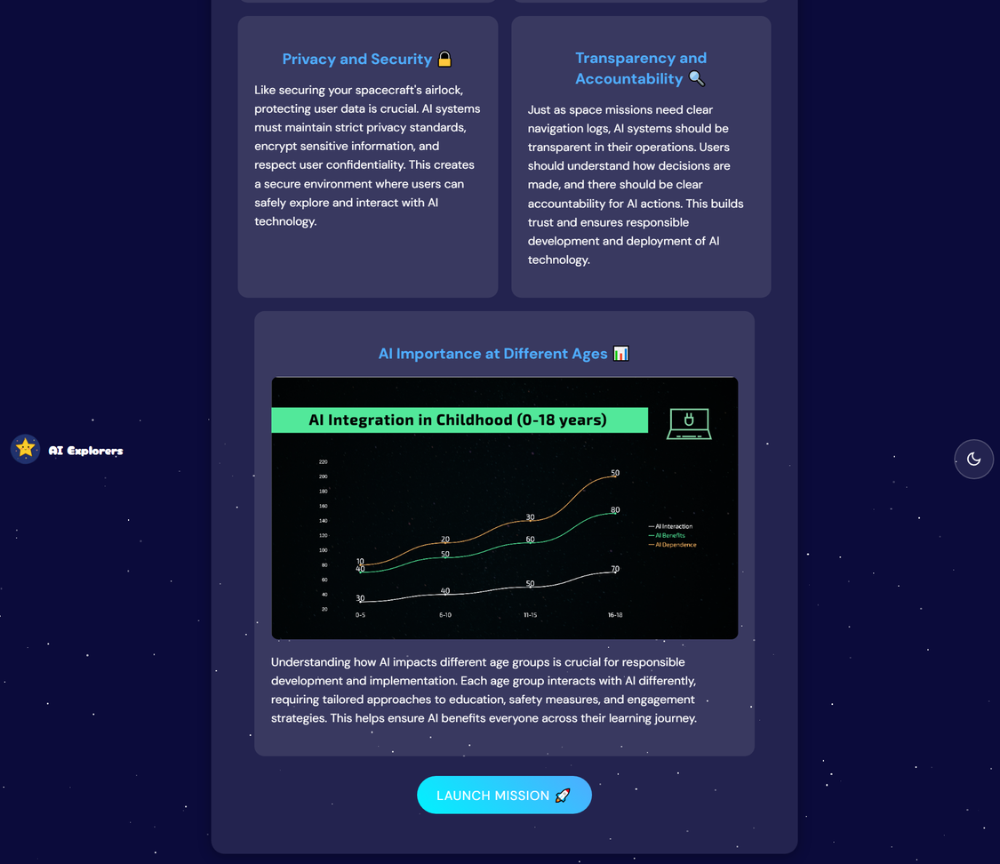 Privacy and Security 🔒
Like securing your spacecraft's airlock,
protecting user data is crucial. AI systems
must maintain strict privacy standards,
encrypt sensitive information, and
respect user confidentiality. This creates
a secure environment where users can
safely explore and interact with AI
technology.
Transparency and
Accountability 🔍
Just as space missions need clear
navigation logs, AI systems should be
transparent in their operations. Users
should understand how decisions are
made, and there should be clear
accountability for AI actions. This builds
trust and ensures responsible
development and deployment of AI
technology.
AI Importance at Different Ages 📊
AI Integration in Childhood (0-18 years)
220
200
180
160
140
120
100
80
60
40
20
10
20
30
50
40
50
60
80
30
40
50
70
0-5
6-10
11-15
16-18
AI Interaction
AI Benefits
AI Dependence
AI Explorers
Understanding how AI impacts different age groups is crucial for responsible
development and implementation. Each age group interacts with AI differently,
requiring tailored approaches to education, safety measures, and engagement
strategies. This helps ensure AI benefits everyone across their learning journey.
LAUNCH MISSION 🚀